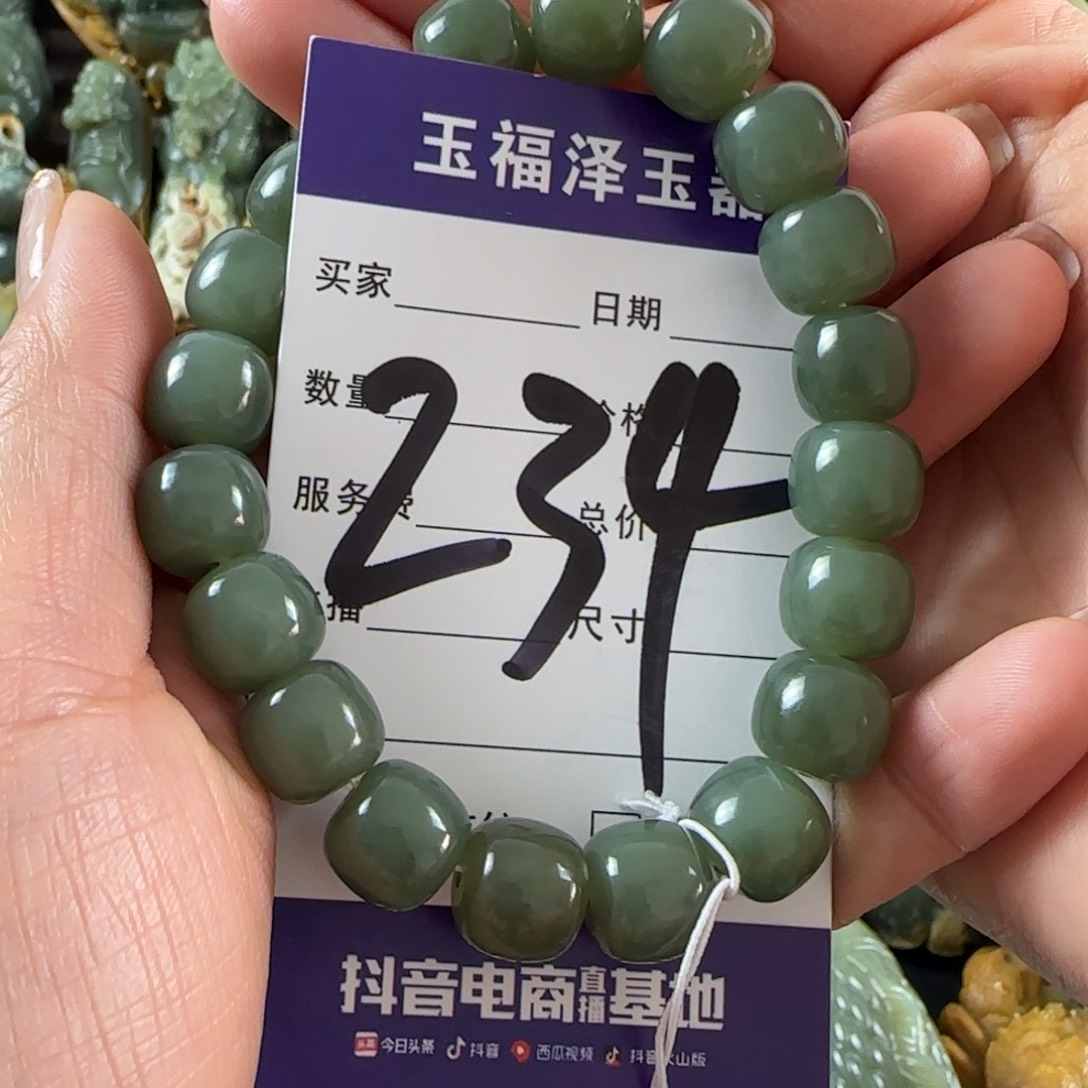 玉福泽玉器
买家 日期
数量 价格
234
服务费 总价
播 尺寸
抖音电商直播基地
今日头条 抖音 西瓜视频 抖音火山版